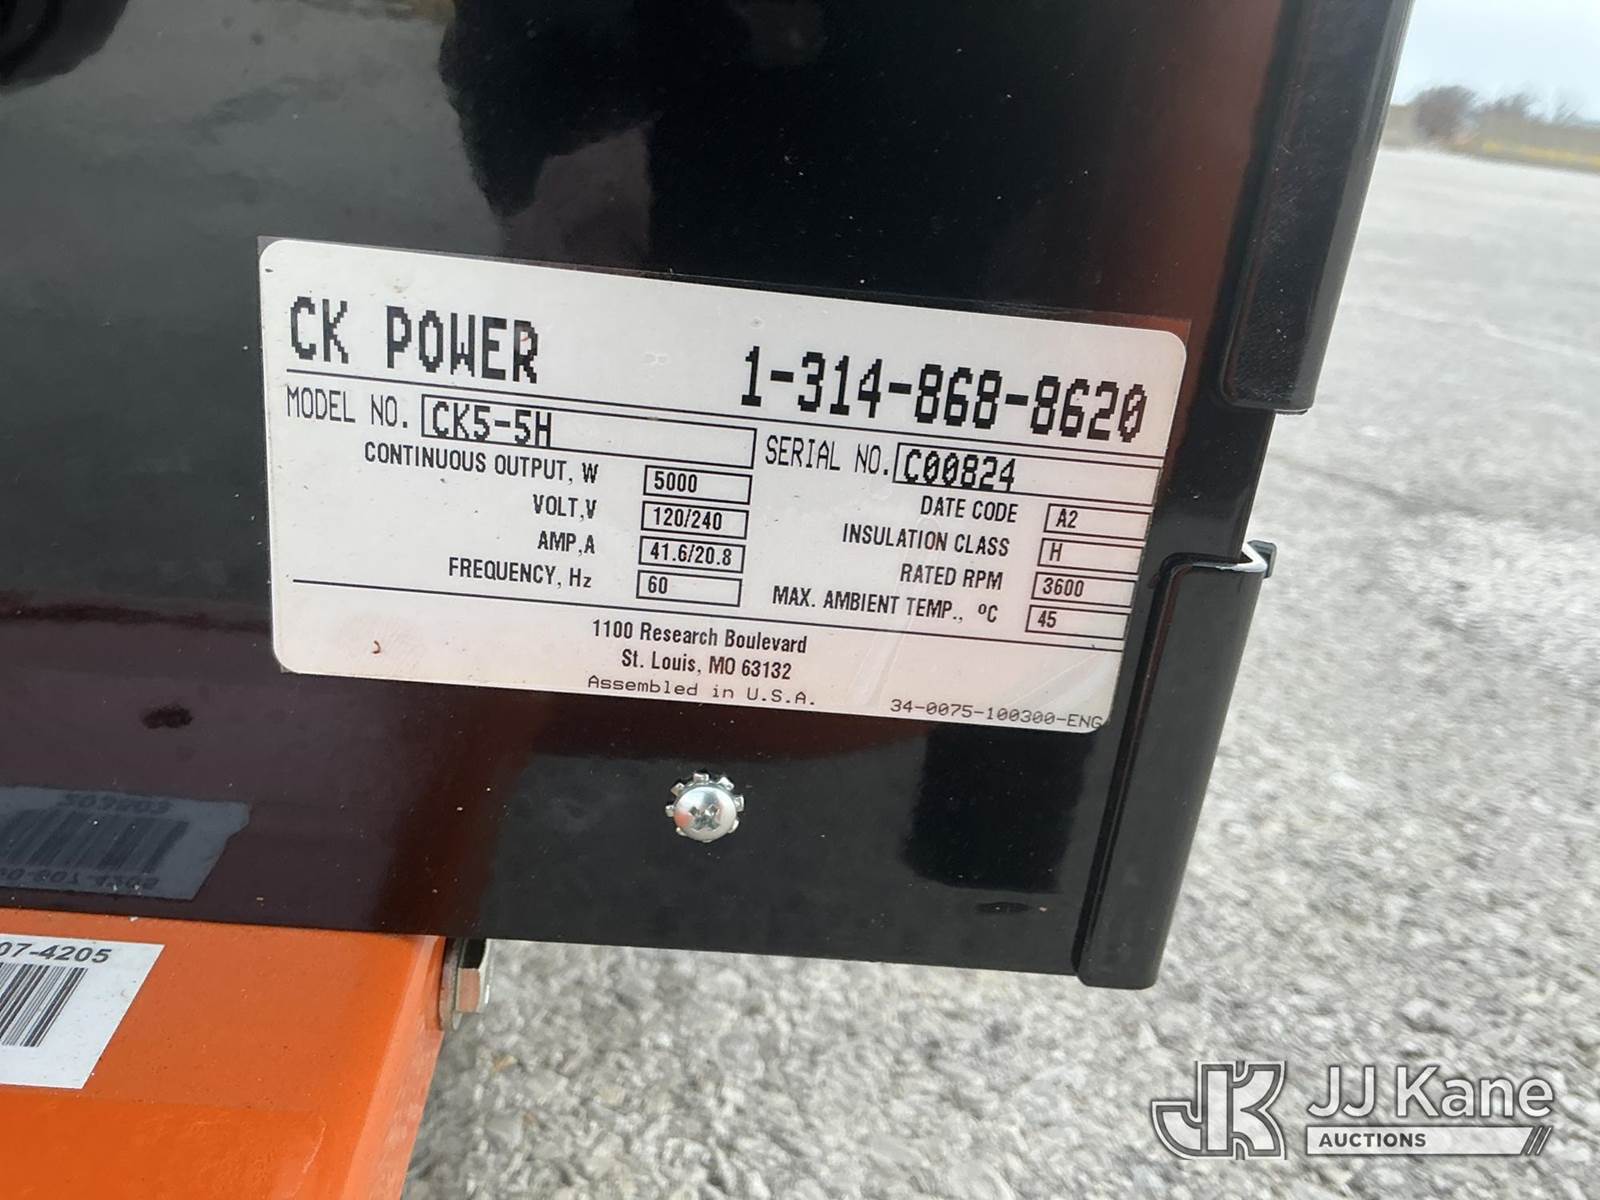 CK POWER
1-314-868-8620
MODEL NO. CK5-5H
SERIAL NO. C00824
CONTINUOUS OUTPUT, W 5000
DATE CODE A2
VOLT,V 120/240
INSULATION CLASS H
AMP,A 41.6/20.8
RATED RPM 3600
FREQUENCY, Hz 60
MAX. AMBIENT TEMP., ºC 45
1100 Research Boulevard
St. Louis, MO 63132
Assembled in U.S.A.
34-0075-100300-ENG
07-4205
JJ Kane
AUCTIONS